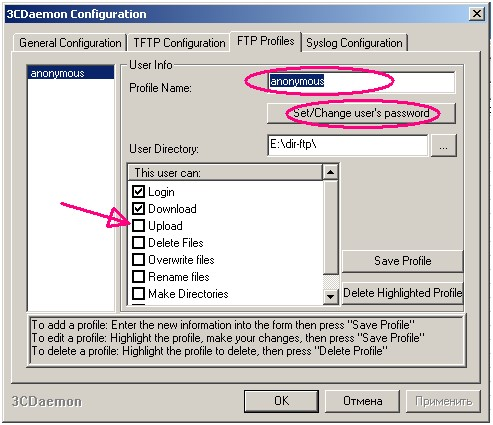 3CDaemon Configuration
General Configuration TFTP Configuration FTP Profiles Syslog Configuration
anonymous
User Info
Profile Name: anonymous
Set/Change user's password
User Directory: E:\dir-ftp\ ...
This user can:
Login
Download
Upload
Delete Files
Overwrite files
Rename files
Make Directories
Save Profile
Delete Highlighted Profile
To add a profile: Enter the new information into the form then press "Save Profile"
To edit a profile: Highlight the profile, make your changes, then press "Save Profile"
To delete a profile: Highlight the profile to delete, then press "Delete Profile"
3CDaemon OK Отмена Применить